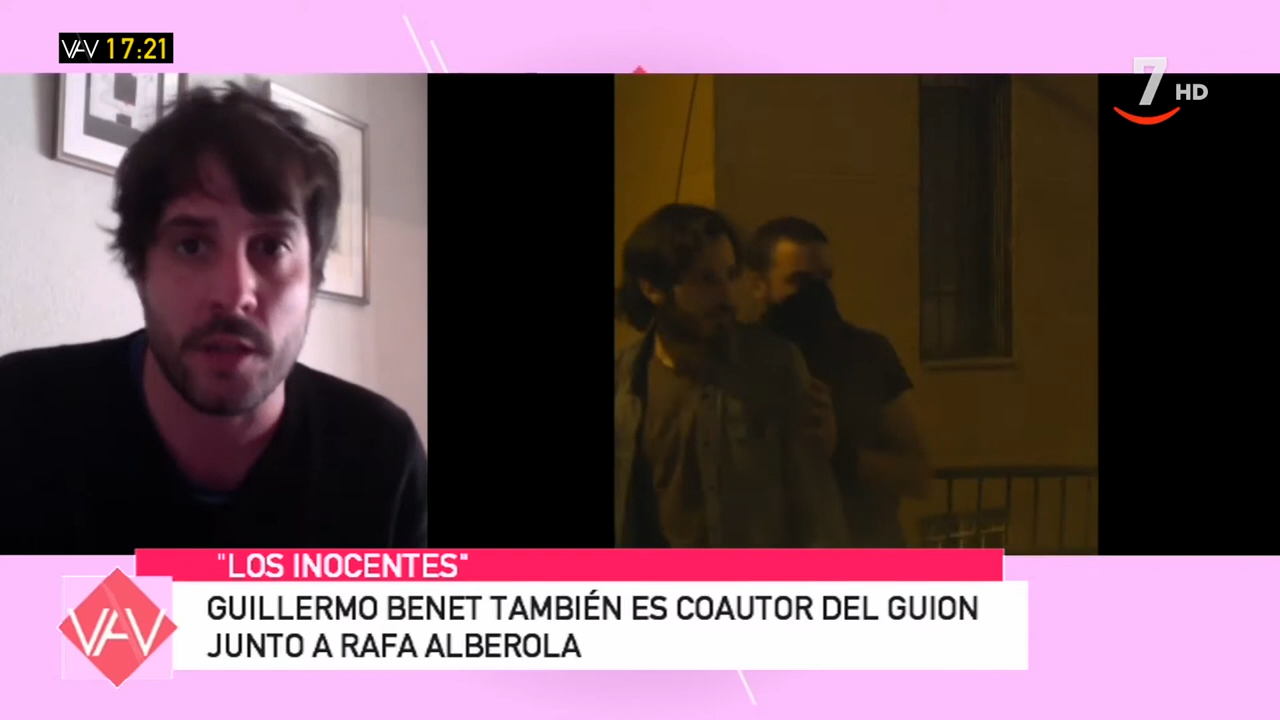 VAV 17:21
7 HD
"LOS INOCENTES"
VAV
GUILLERMO BENET TAMBIÉN ES COAUTOR DEL GUION
JUNTO A RAFA ALBEROLA